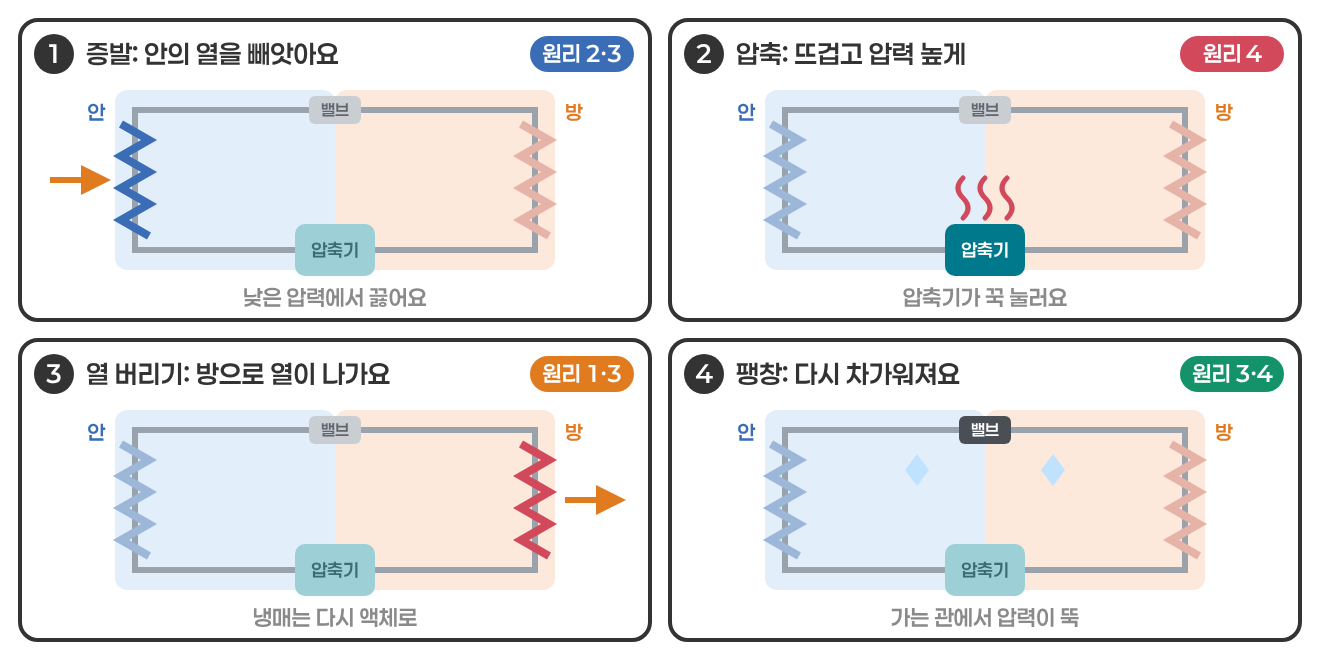 1 증발: 안의 열을 빼앗아요 원리 2·3
안 밸브 방
압축기
낮은 압력에서 끓어요
2 압축: 뜨겁고 압력 높게 원리 4
안 밸브 방
압축기
압축기가 꾹 눌러요
3 열 버리기: 방으로 열이 나가요 원리 1·3
안 밸브 방
압축기
냉매는 다시 액체로
4 팽창: 다시 차가워져요 원리 3·4
안 밸브 방
압축기
가는 관에서 압력이 뚝